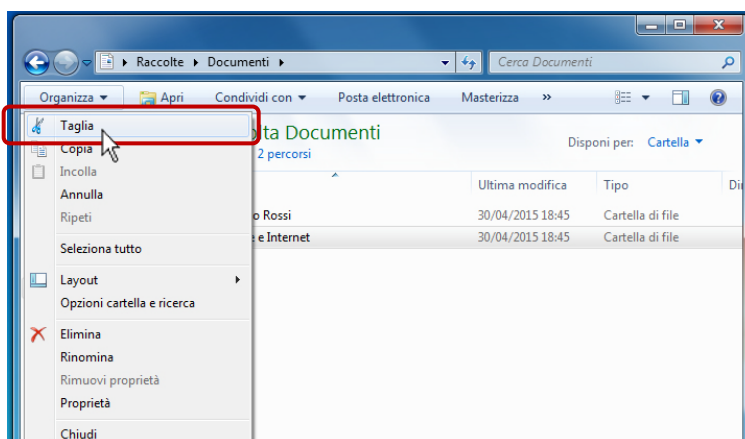 Raccolte Documenti
Cerca Documenti
Organizza Apri Condividi con Posta elettronica Masterizza »
Taglia
Copia
Incolla
Annulla
Ripeti
Seleziona tutto
Layout
Opzioni cartella e ricerca
Elimina
Rinomina
Rimuovi proprietà
Proprietà
Chiudi
lta Documenti
2 percorsi
Disponi per: Cartella
Ultima modifica Tipo
o Rossi 30/04/2015 18:45 Cartella di file
e Internet 30/04/2015 18:45 Cartella di file